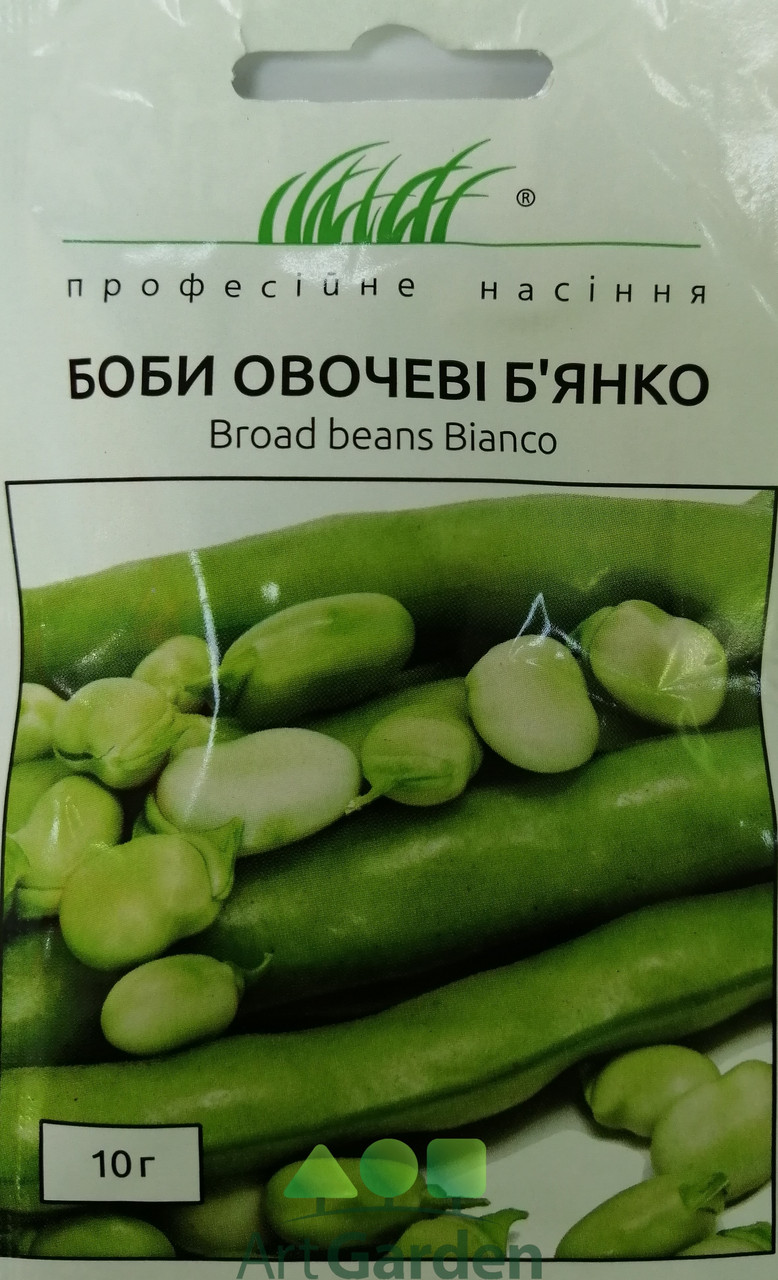 ®
професійне насіння
БОБИ ОВОЧЕВІ Б'ЯНКО
Broad beans Bianco
10 г
ArtGarden